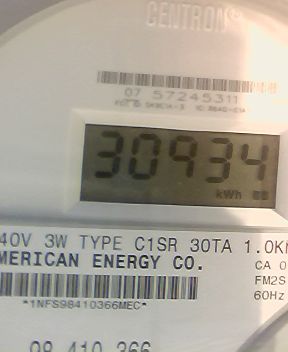 CENTRON®
07 57245311
30934
kWh
40V 3W TYPE C1SR 30TA 1.0K
MERICAN ENERGY CO.
CA 0
FM2S
60Hz
*1NFS98410366MEC*
98 410 366